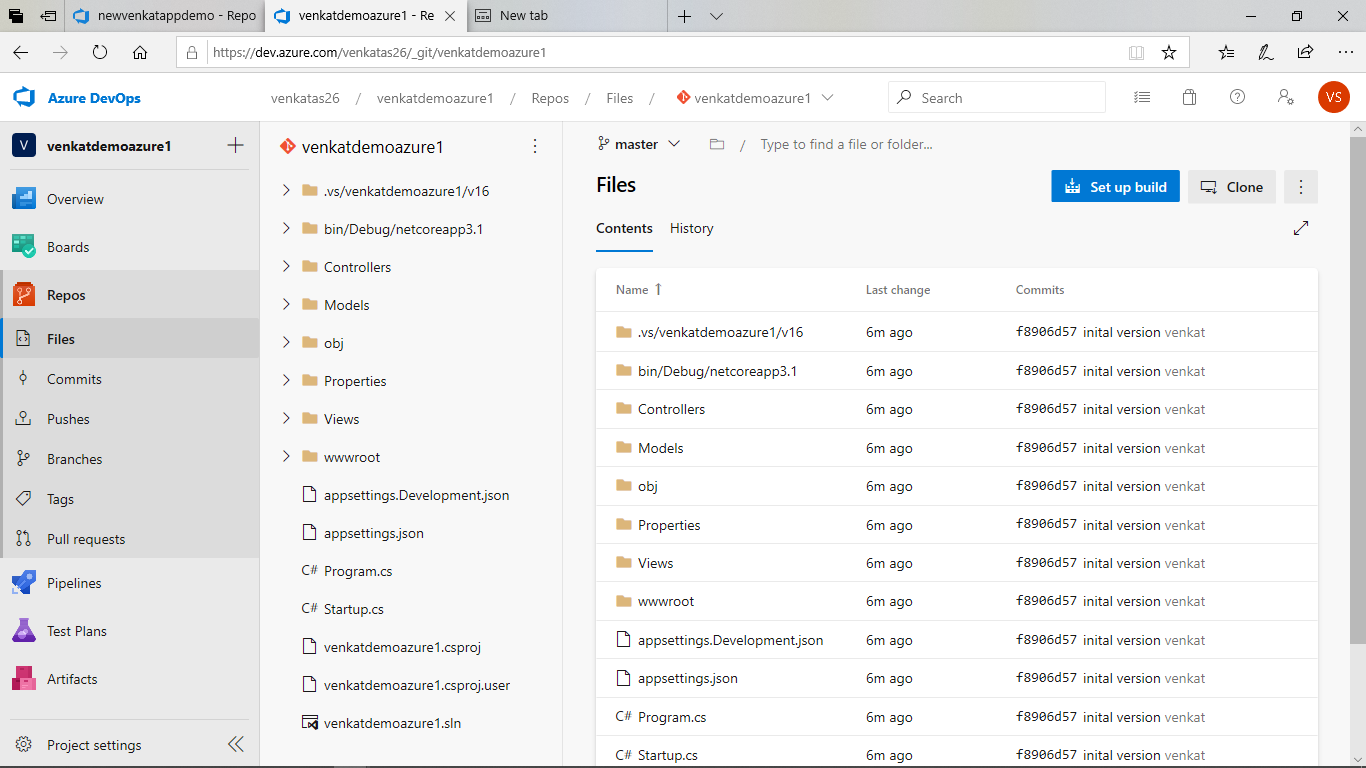 newvenkatappdemo - Repo
venkatdemoazure1 - Re
New tab
https://dev.azure.com/venkatas26/_git/venkatdemoazure1
Azure DevOps
venkatas26 / venkatdemoazure1 / Repos / Files / venkatdemoazure1
Search
VS
V venkatdemoazure1
Overview
Boards
Repos
Files
Commits
Pushes
Branches
Tags
Pull requests
Pipelines
Test Plans
Artifacts
Project settings
venkatdemoazure1
.vs/venkatdemoazure1/v16
bin/Debug/netcoreapp3.1
Controllers
Models
obj
Properties
Views
wwwroot
appsettings.Development.json
appsettings.json
C# Program.cs
C# Startup.cs
venkatdemoazure1.csproj
venkatdemoazure1.csproj.user
venkatdemoazure1.sln
master / Type to find a file or folder...
Files
Set up build
Clone
Contents History
Name Last change Commits
.vs/venkatdemoazure1/v16 6m ago f8906d57 inital version venkat
bin/Debug/netcoreapp3.1 6m ago f8906d57 inital version venkat
Controllers 6m ago f8906d57 inital version venkat
Models 6m ago f8906d57 inital version venkat
obj 6m ago f8906d57 inital version venkat
Properties 6m ago f8906d57 inital version venkat
Views 6m ago f8906d57 inital version venkat
wwwroot 6m ago f8906d57 inital version venkat
appsettings.Development.json 6m ago f8906d57 inital version venkat
appsettings.json 6m ago f8906d57 inital version venkat
C# Program.cs 6m ago f8906d57 inital version venkat
C# Startup.cs 6m ago f8906d57 inital version venkat